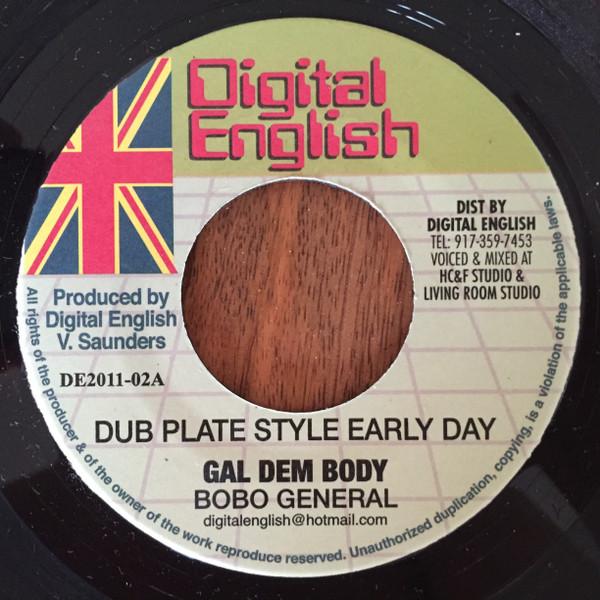 Digital
English
DIST BY
DIGITAL ENGLISH
TEL: 917-359-7453
VOICED & MIXED AT
HC&F STUDIO &
LIVING ROOM STUDIO
Produced by
Digital English
V. Saunders
DE2011-02A
DUB PLATE STYLE EARLY DAY
GAL DEM BODY
BOBO GENERAL
digitalenglish@hotmail.com
All rights of the producer & of the owner of the work reproduce reserved. Unauthorized duplication, copying, is a violation of the applicable laws.